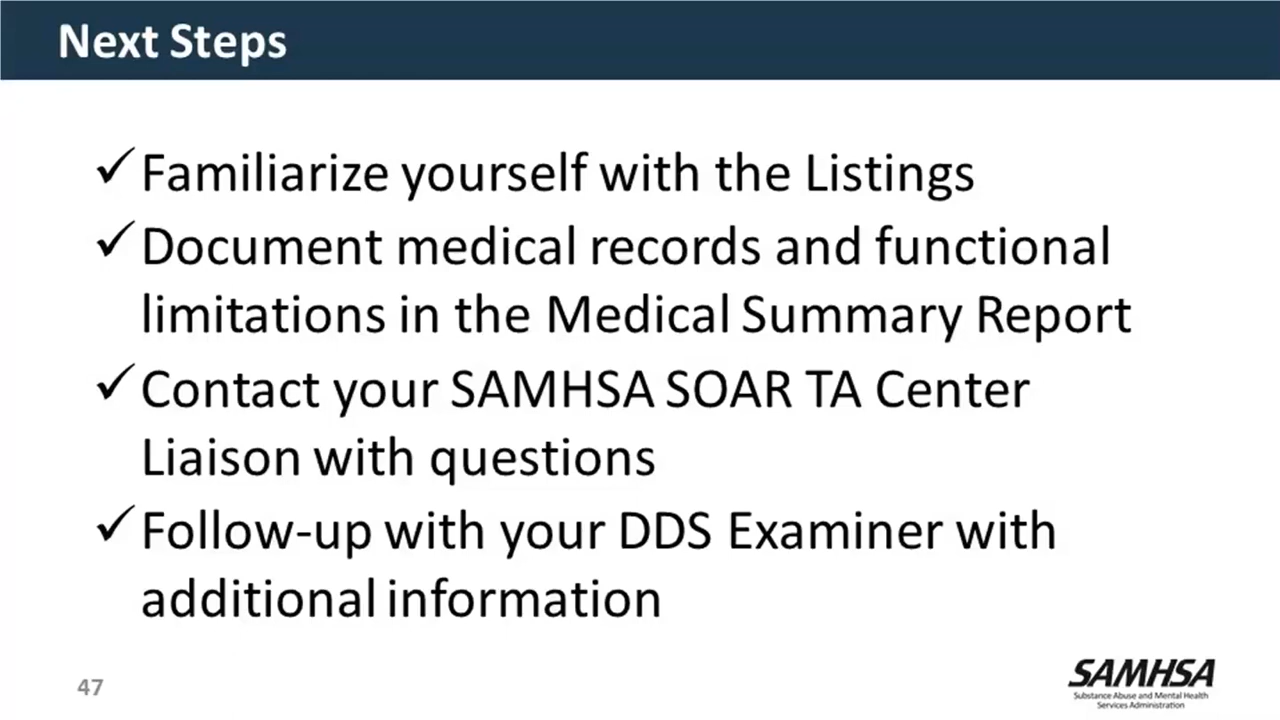 Next Steps
✓Familiarize yourself with the Listings
✓Document medical records and functional
limitations in the Medical Summary Report
✓Contact your SAMHSA SOAR TA Center
Liaison with questions
✓Follow-up with your DDS Examiner with
additional information
47
SAMHSA
Substance Abuse and Mental Health
Services Administration